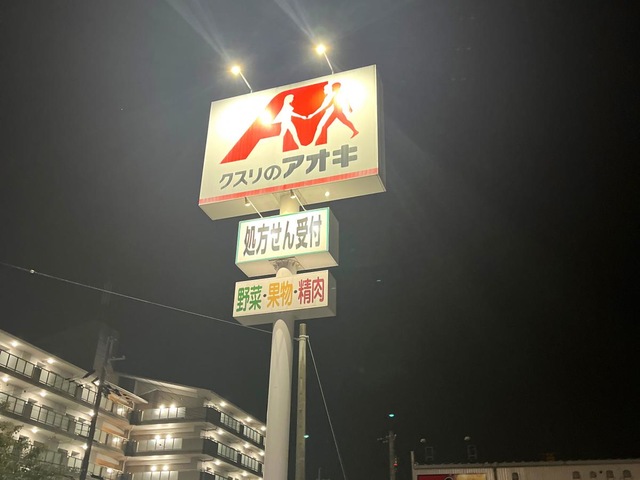 クスリのアオキ
処方せん受付
野菜・果物・精肉